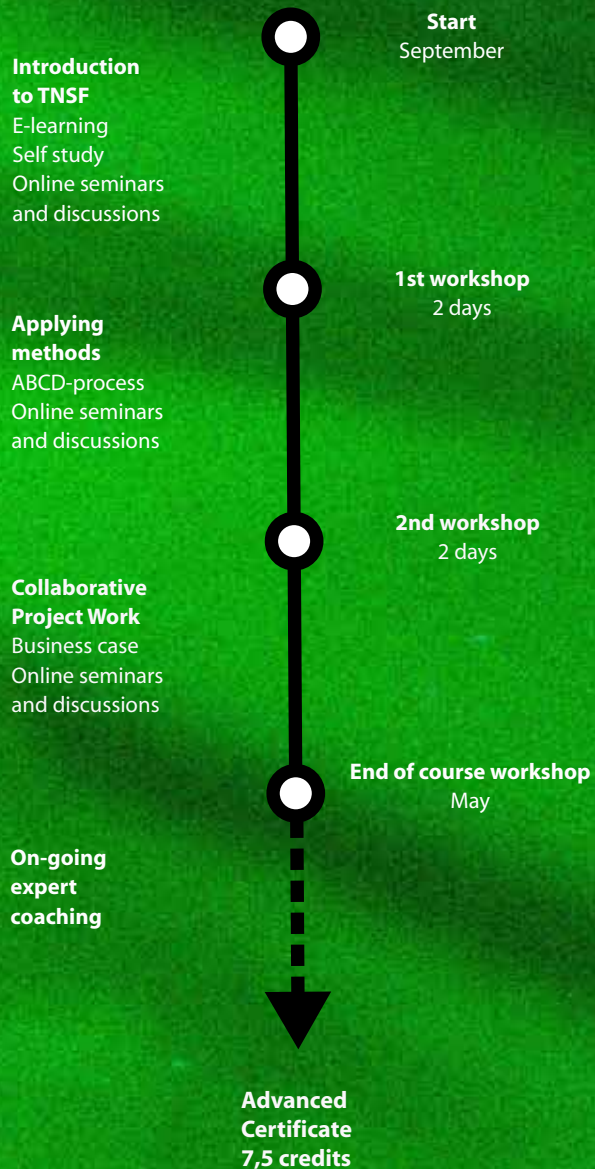 Start
September
Introduction
to TNSF
E-learning
Self study
Online seminars
and discussions
1st workshop
2 days
Applying
methods
ABCD-process
Online seminars
and discussions
2nd workshop
2 days
Collaborative
Project Work
Business case
Online seminars
and discussions
End of course workshop
May
On-going
expert
coaching
Advanced
Certificate
7,5 credits